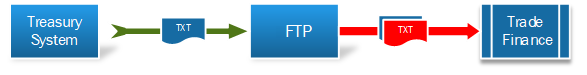 Treasury
System
TXT
FTP
TXT
Trade
Finance